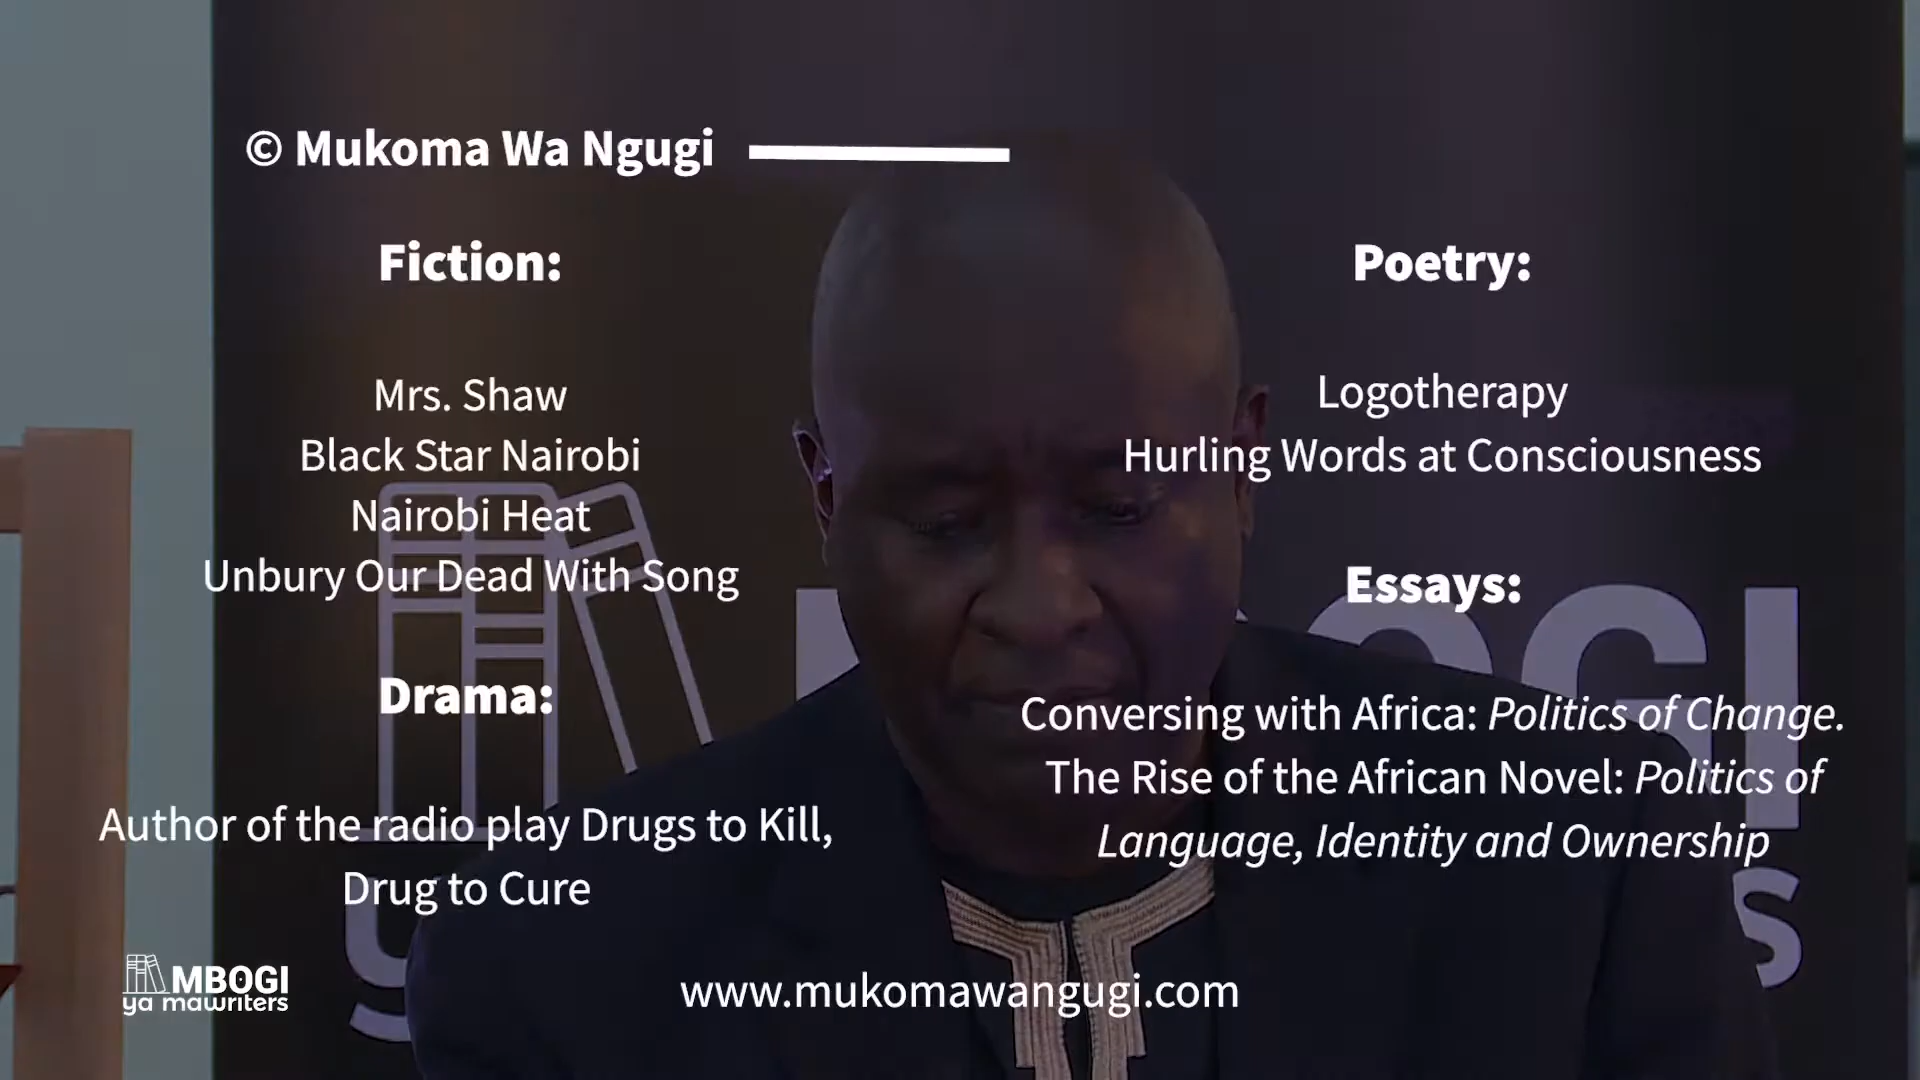 © Mukoma Wa Ngugi
Fiction:
Mrs. Shaw
Black Star Nairobi
Nairobi Heat
Unbury Our Dead With Song
Drama:
Author of the radio play Drugs to Kill,
Drug to Cure
Poetry:
Logotherapy
Hurling Words at Consciousness
Essays:
Conversing with Africa: Politics of Change.
The Rise of the African Novel: Politics of
Language, Identity and Ownership
MBOGI
ya mawriters
www.mukomawangugi.com